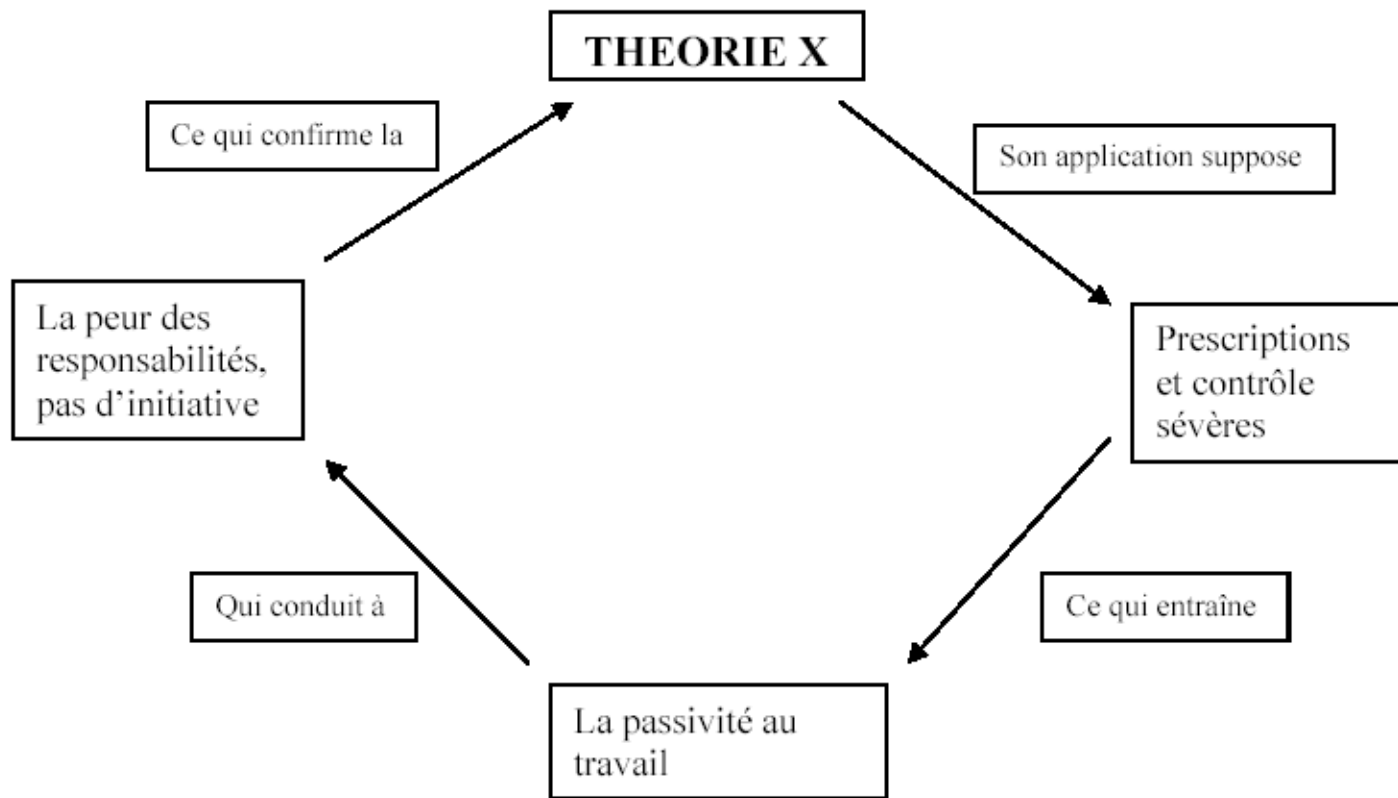 THEORIE X
Ce qui confirme la
Son application suppose
La peur des
responsabilités,
pas d’initiative
Prescriptions
et contrôle
sévères
Qui conduit à
Ce qui entraîne
La passivité au
travail